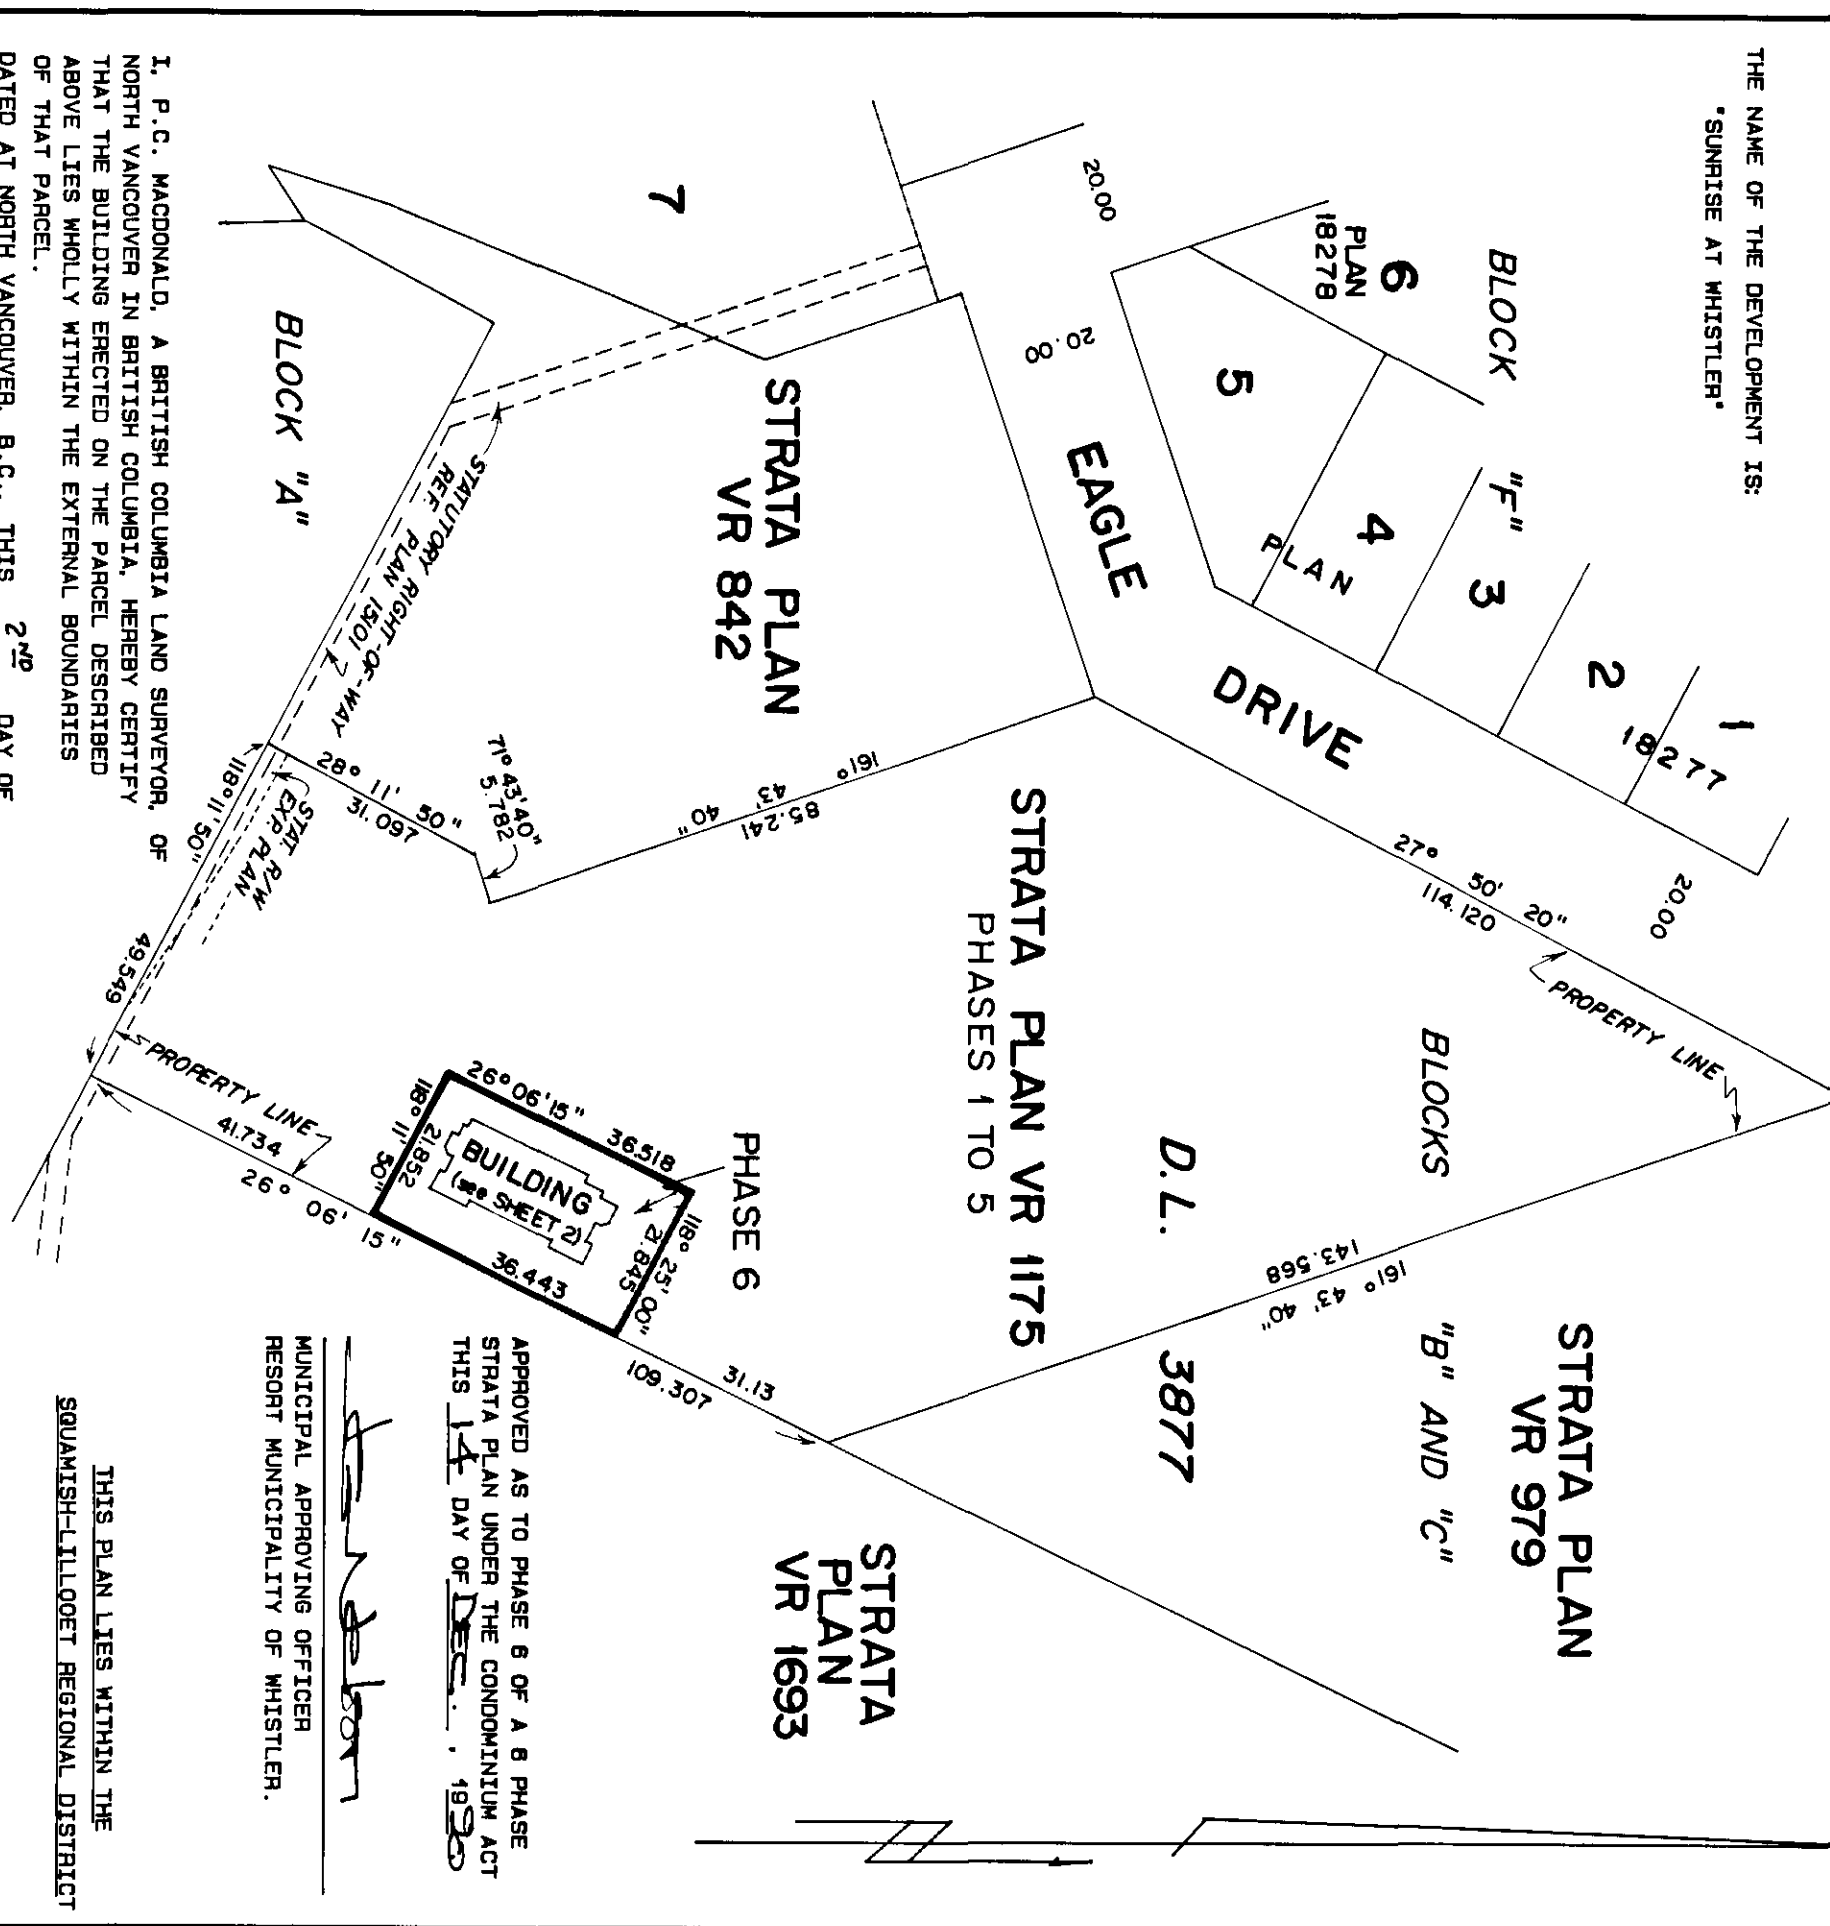 THE NAME OF THE DEVELOPMENT IS:
"SUNRISE AT WHISTLER"
BLOCK "F"
6
PLAN
18278
5
4
3
2
1
PLAN 18277
20.00
20.00
20.00
EAGLE DRIVE
27° 50' 20"
114.120
PROPERTY LINE
BLOCKS "B" AND "C"
STRATA PLAN
VR 979
161° 43' 40"
143.568
D.L. 3877
STRATA PLAN VR 1175
PHASES 1 TO 5
161° 43' 40"
85.241
7
STRATA PLAN
VR 842
STATUTORY RIGHT-OF-WAY
REF. PLAN 15101
BLOCK "A"
71° 43' 40"
5.782
28° 11' 50"
31.097
STAT. R/W
EXP. PLAN
118° 11' 50"
49.549
PROPERTY LINE
41.734
26° 06' 15"
PHASE 6
26° 06' 15"
36.518
118° 25' 00"
21.845
BUILDING
(see SHEET 2)
118° 11' 50"
21.852
36.443
31.13
109.307
STRATA
PLAN
VR 1693
I, P.C. MACDONALD, A BRITISH COLUMBIA LAND SURVEYOR, OF
NORTH VANCOUVER IN BRITISH COLUMBIA, HEREBY CERTIFY
THAT THE BUILDING ERECTED ON THE PARCEL DESCRIBED
ABOVE LIES WHOLLY WITHIN THE EXTERNAL BOUNDARIES
OF THAT PARCEL.
DATED AT NORTH VANCOUVER, B.C., THIS 2ND DAY OF
APPROVED AS TO PHASE 6 OF A 6 PHASE
STRATA PLAN UNDER THE CONDOMINIUM ACT
THIS 14 DAY OF DEC., 1990
MUNICIPAL APPROVING OFFICER
RESORT MUNICIPALITY OF WHISTLER.
THIS PLAN LIES WITHIN THE
SQUAMISH-LILLOOET REGIONAL DISTRICT